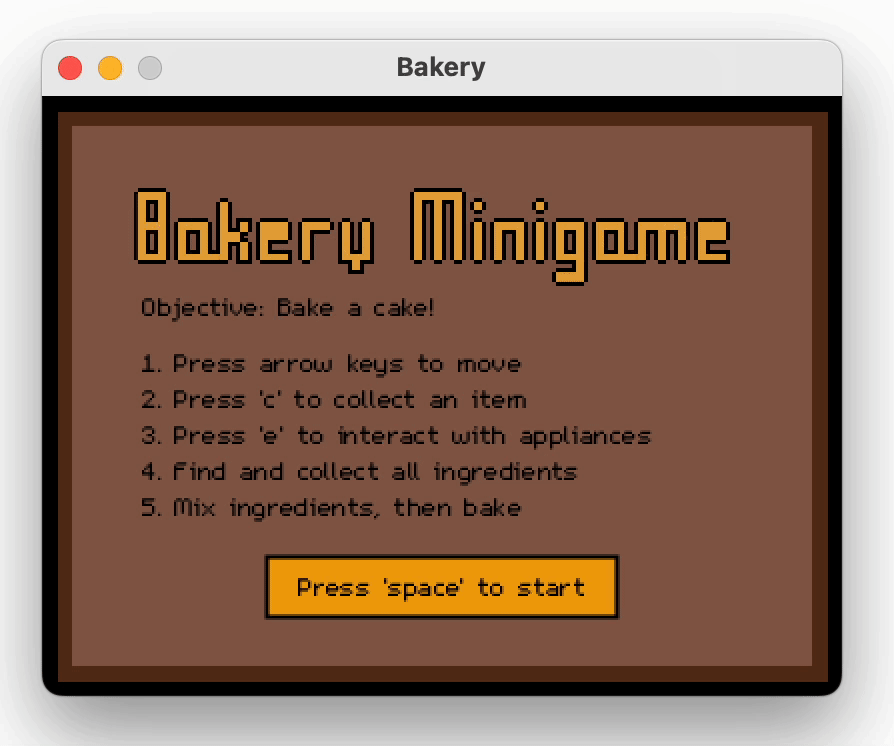 Bakery
Bakery Minigame
Objective: Bake a cake!
1. Press arrow keys to move
2. Press 'c' to collect an item
3. Press 'e' to interact with appliances
4. Find and collect all ingredients
5. Mix ingredients, then bake
Press 'space' to start